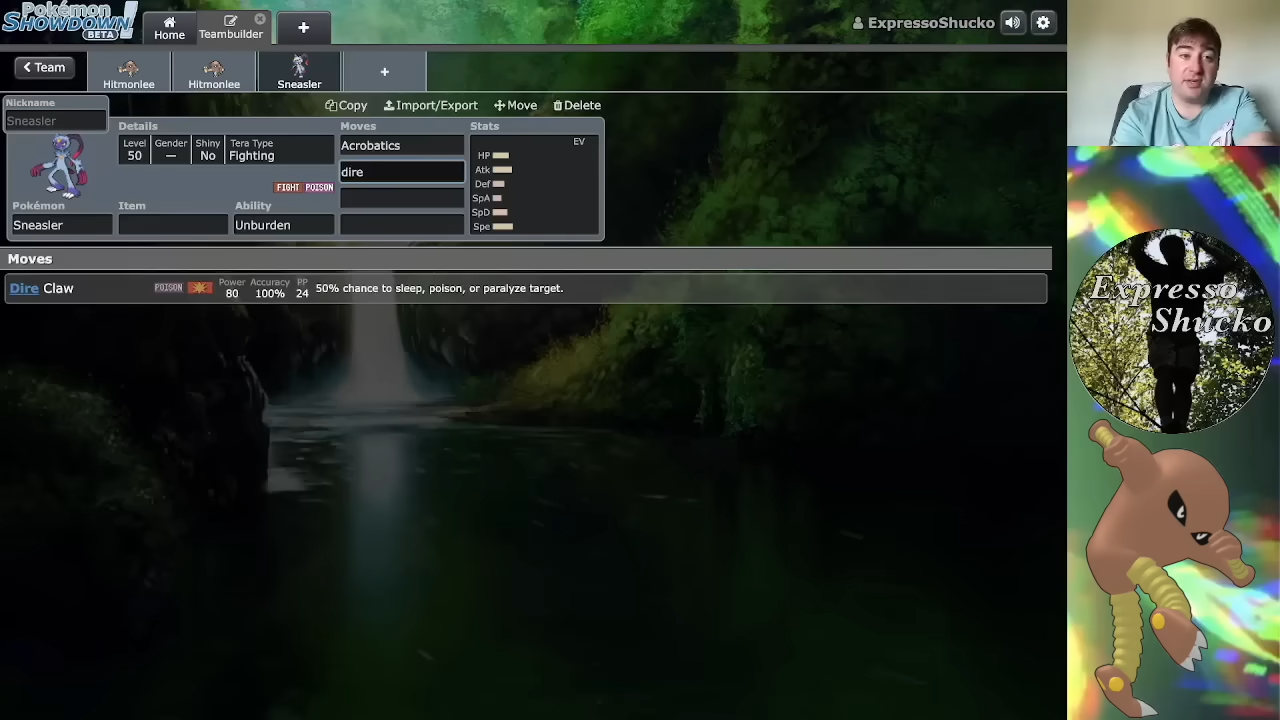 Pokémon
SHOWDOWN!
BETA
Home
Teambuilder
+
ExpressoShucko
Team
Hitmonlee
Hitmonlee
Sneasler
+
Copy
Import/Export
Move
Delete
Nickname
Sneasler
Details
Level
50
Gender
—
Shiny
No
Tera Type
Fighting
FIGHT POISON
Pokémon
Sneasler
Item
Ability
Unburden
Moves
Acrobatics
dire
Stats
EV
HP
Atk
Def
SpA
SpD
Spe
Moves
Dire Claw
POISON
Power
80
Accuracy
100%
PP
24
50% chance to sleep, poison, or paralyze target.
Expresso
Shucko